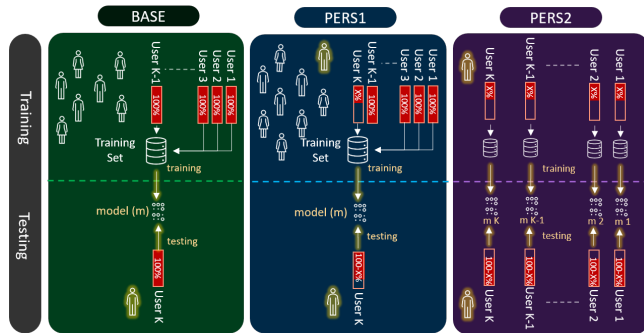 BASE
PERS1
PERS2
Training
Testing
User K-1
User 3
User 2
User 1
100%
100%
100%
100%
Training
Set
training
model (m)
testing
100%
User K
User K
User K-1
User 3
User 2
User 1
X%
100%
100%
100%
100%
Training
Set
training
model (m)
testing
100-X%
User K
User K
User K-1
User 2
User 1
X%
X%
X%
X%
training
m K
m K-1
m 2
m 1
testing
100-X%
100-X%
100-X%
100-X%
User K
User K-1
User 2
User 1